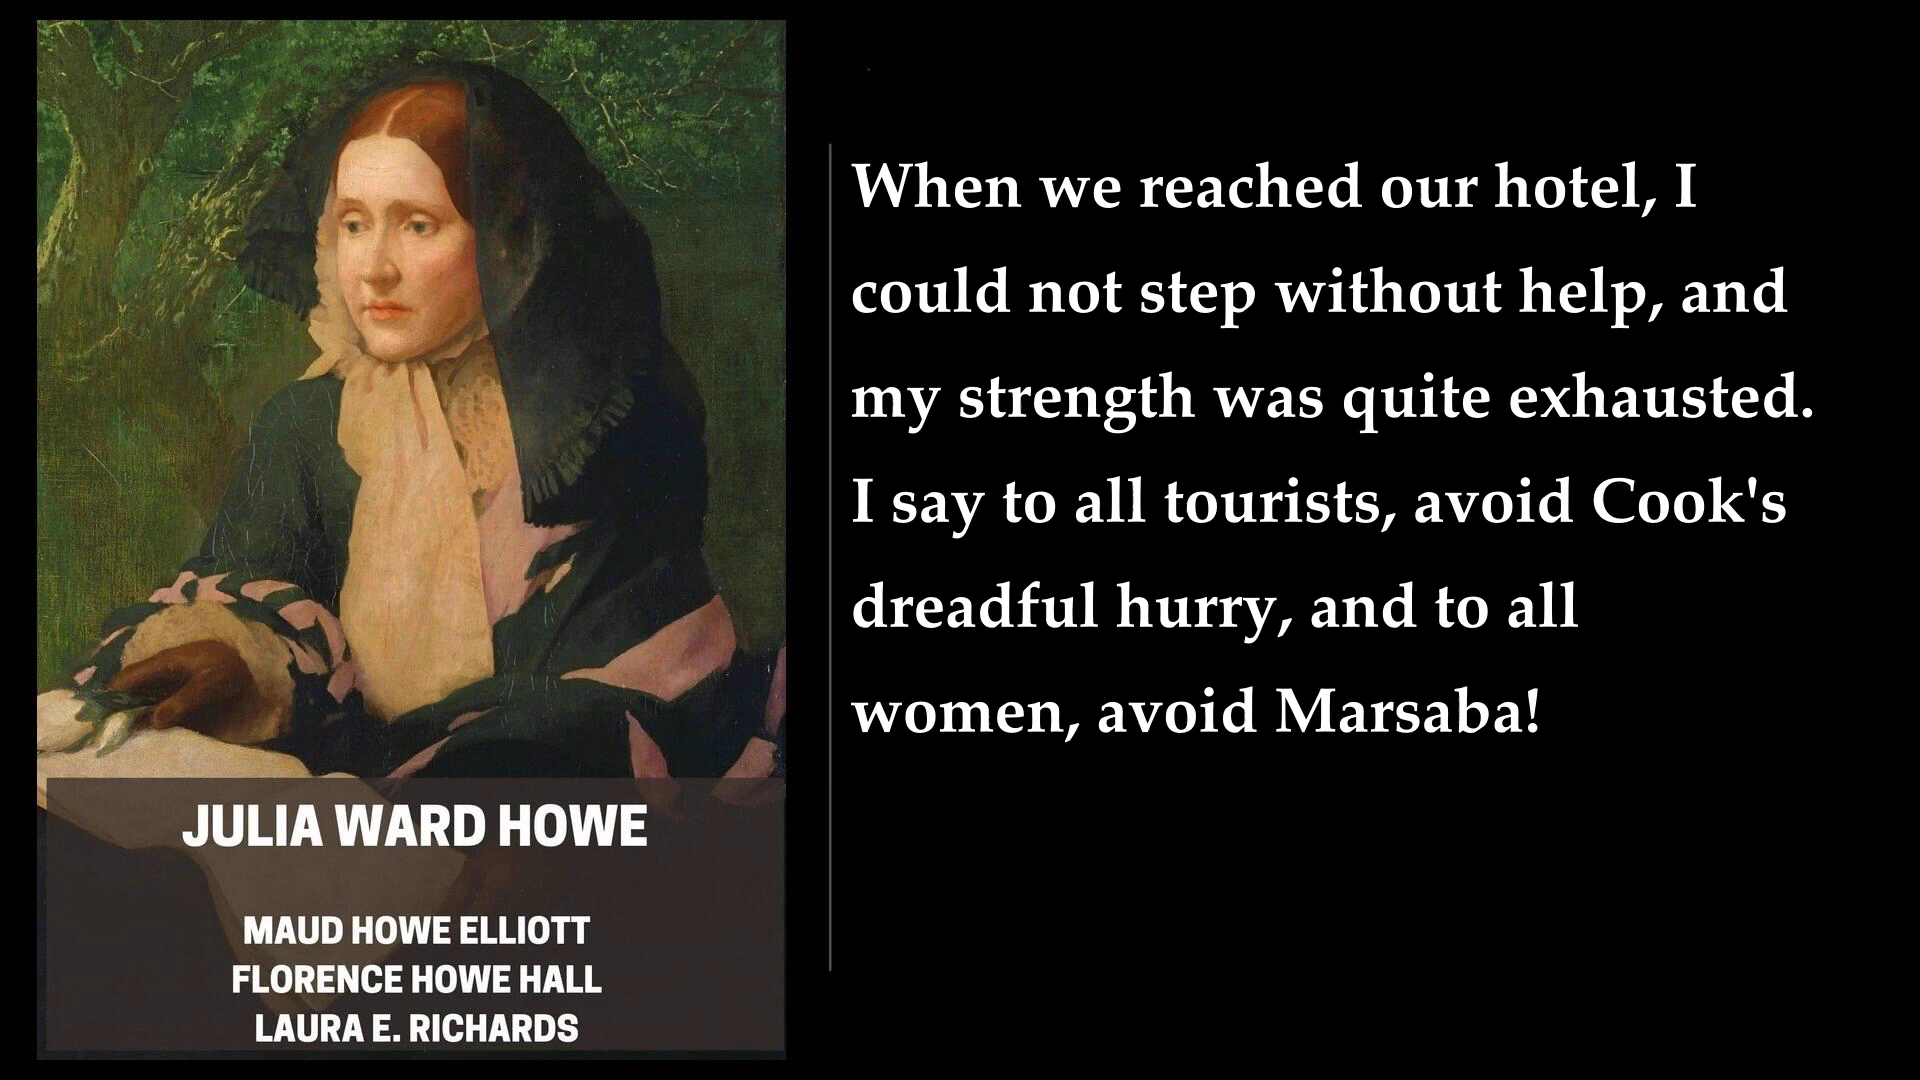 When we reached our hotel, I
could not step without help, and
my strength was quite exhausted.
I say to all tourists, avoid Cook's
dreadful hurry, and to all
women, avoid Marsaba!
JULIA WARD HOWE
MAUD HOWE ELLIOTT
FLORENCE HOWE HALL
LAURA E. RICHARDS